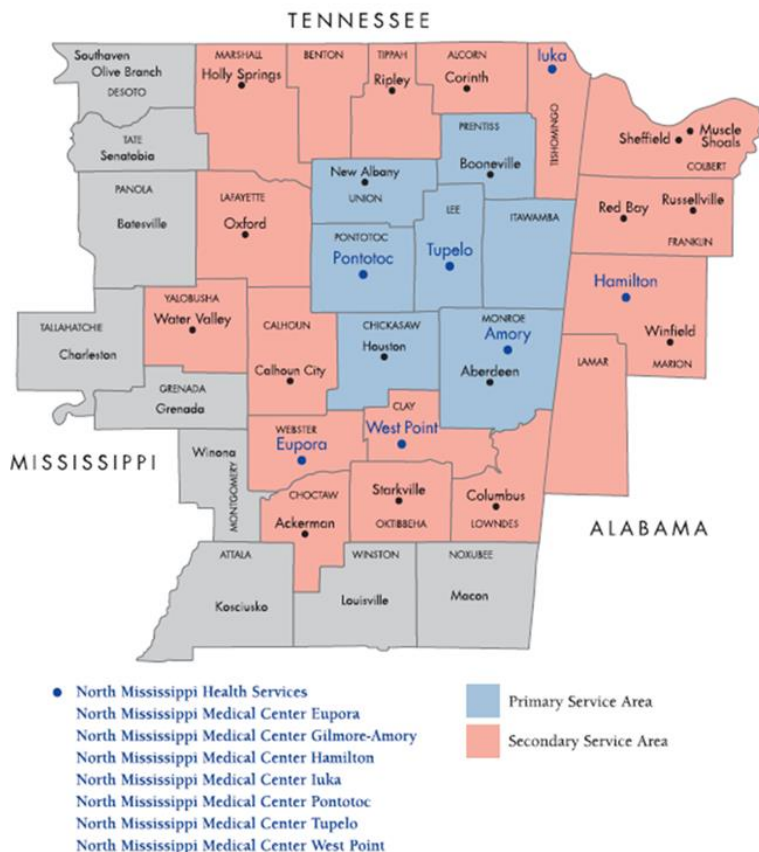 TENNESSEE
Southaven
Olive Branch
DESOTO
MARSHALL
Holly Springs
BENTON
TIPPAH
Ripley
ALCORN
Corinth
Iuka
TISHOMINGO
TATE
Senatobia
PRENTISS
Booneville
Sheffield
Muscle
Shoals
COLBERT
PANOLA
Batesville
LAFAYETTE
Oxford
New Albany
UNION
LEE
Tupelo
ITAWAMBA
Red Bay
Russellville
FRANKLIN
PONTOTOC
Pontotoc
Hamilton
Winfield
MARION
YALOBUSHA
Water Valley
TALLAHATCHIE
Charleston
CALHOUN
Calhoun City
CHICKASAW
Houston
MONROE
Amory
Aberdeen
LAMAR
GRENADA
Grenada
WEBSTER
Eupora
CLAY
West Point
MISSISSIPPI
Winona
MONTGOMERY
CHOCTAW
Ackerman
Starkville
OKTIBBEHA
Columbus
LOWNDES
ALABAMA
ATTALA
Kosciusko
WINSTON
Louisville
NOXUBEE
Macon
North Mississippi Health Services
North Mississippi Medical Center Eupora
North Mississippi Medical Center Gilmore-Amory
North Mississippi Medical Center Hamilton
North Mississippi Medical Center Iuka
North Mississippi Medical Center Pontotoc
North Mississippi Medical Center Tupelo
North Mississippi Medical Center West Point
Primary Service Area
Secondary Service Area